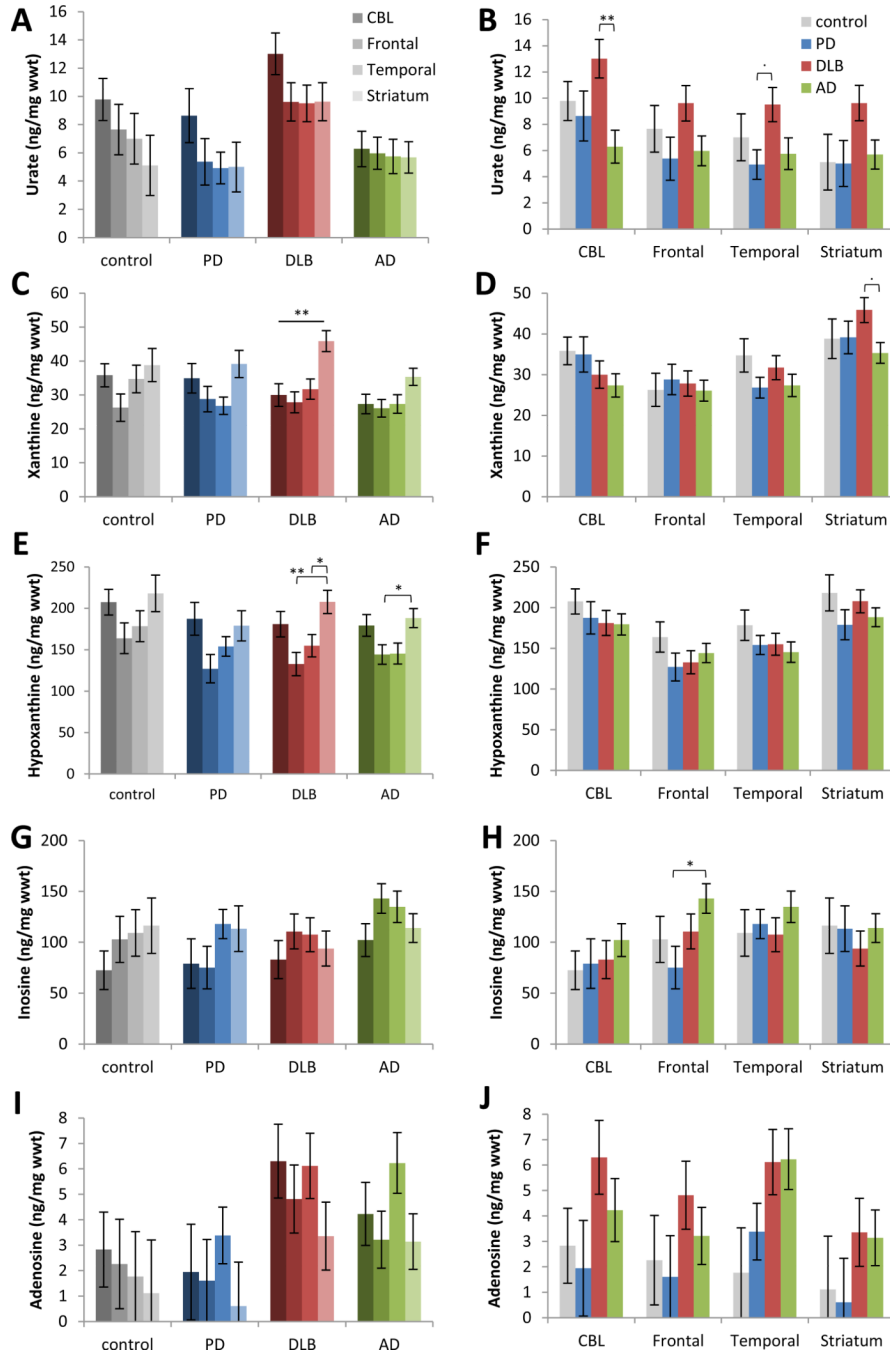 A
Urate (ng/mg wwt)
16
14
12
10
8
6
4
2
0
CBL
Frontal
Temporal
Striatum
control PD DLB AD
B
Urate (ng/mg wwt)
16
14
12
10
8
6
4
2
0
**
.
control
PD
DLB
AD
CBL Frontal Temporal Striatum
C
Xanthine (ng/mg wwt)
60
50
40
30
20
10
0
**
control PD DLB AD
D
Xanthine (ng/mg wwt)
50
40
30
20
10
0
.
CBL Frontal Temporal Striatum
E
Hypoxanthine (ng/mg wwt)
250
200
150
100
50
0
** * *
control PD DLB AD
F
Hypoxanthine (ng/mg wwt)
250
200
150
100
50
0
CBL Frontal Temporal Striatum
G
Inosine (ng/mg wwt)
200
150
100
50
0
control PD DLB AD
H
Inosine (ng/mg wwt)
200
150
100
50
0
*
CBL Frontal Temporal Striatum
I
Adenosine (ng/mg wwt)
8
7
6
5
4
3
2
1
0
control PD DLB AD
J
Adenosine (ng/mg wwt)
8
7
6
5
4
3
2
1
0
CBL Frontal Temporal Striatum